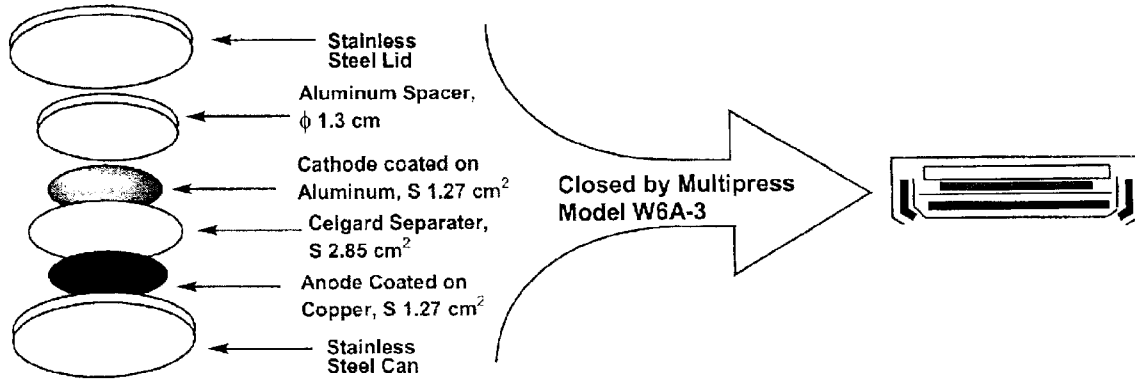 Stainless
Steel Lid
Aluminum Spacer,
ϕ 1.3 cm
Cathode coated on
Aluminum, S 1.27 cm²
Celgard Separater,
S 2.85 cm²
Anode Coated on
Copper, S 1.27 cm²
Stainless
Steel Can
Closed by Multipress
Model W6A-3